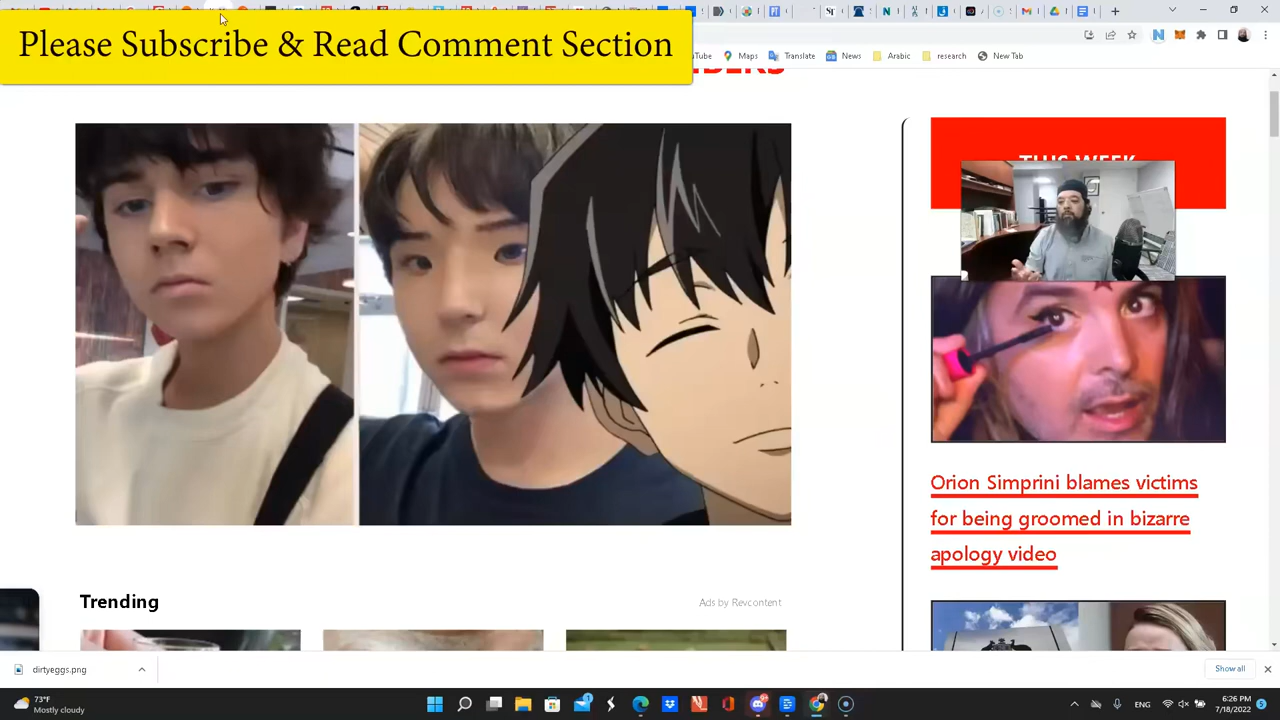 Please Subscribe & Read Comment Section
Maps
Translate
News
Arabic
research
New Tab
THIS WEEK
Orion Simprini blames victims
for being groomed in bizarre
apology video
Trending
Ads by Revcontent
dirtyeggs.png
Show all
73°F
Mostly cloudy
ENG
6:26 PM
7/18/2022